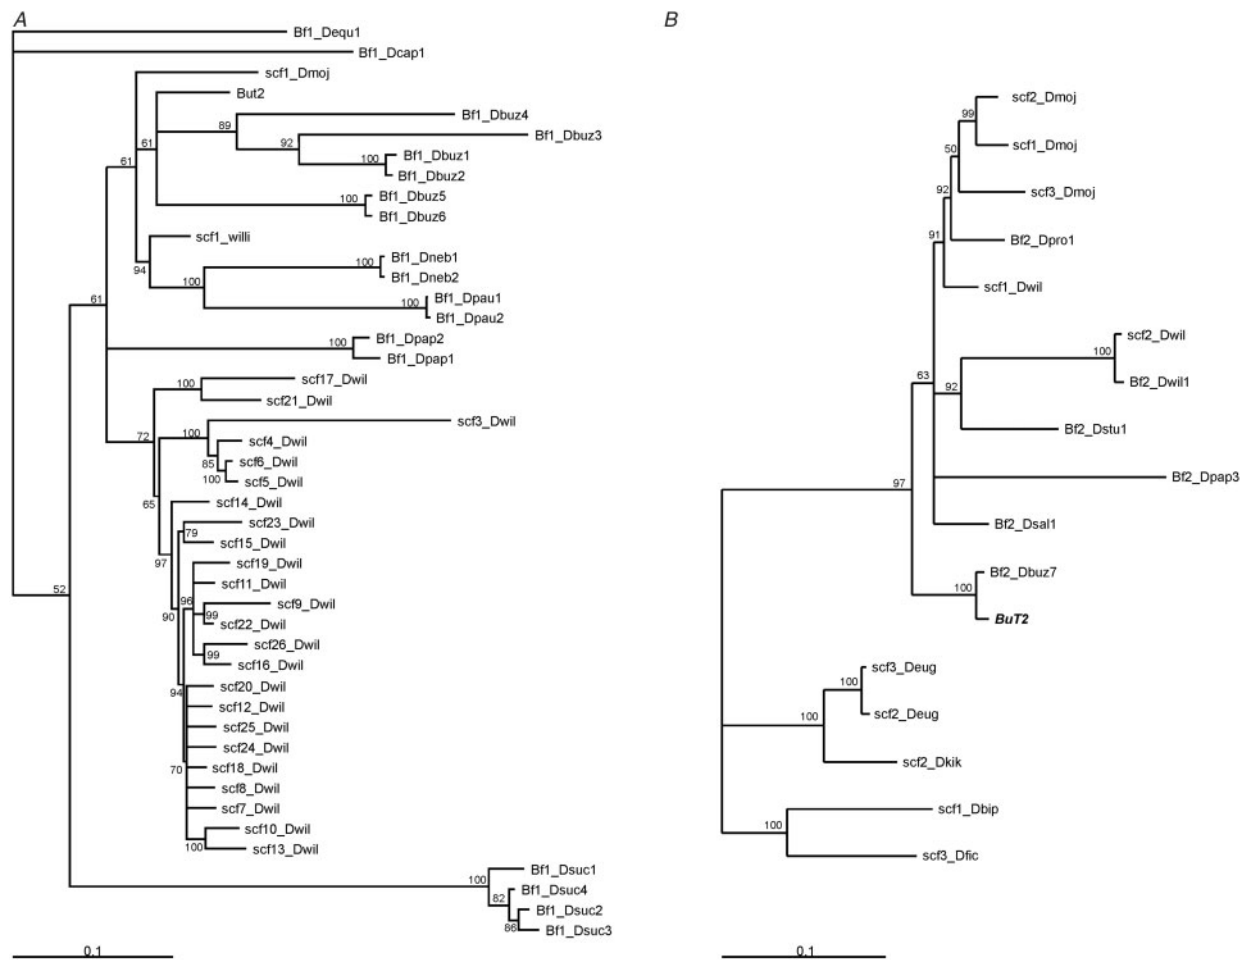 A
Bf1_Dequ1
Bf1_Dcap1
scf1_Dmoj
But2
89
Bf1_Dbuz4
61
92
Bf1_Dbuz3
61
100
Bf1_Dbuz1
Bf1_Dbuz2
100
Bf1_Dbuz5
Bf1_Dbuz6
scf1_willi
94
100
100
Bf1_Dneb1
Bf1_Dneb2
61
100
Bf1_Dpau1
Bf1_Dpau2
100
Bf1_Dpap2
Bf1_Dpap1
100
scf17_Dwil
scf21_Dwil
72
100
scf3_Dwil
scf4_Dwil
85
scf6_Dwil
100
scf5_Dwil
65
scf14_Dwil
scf23_Dwil
79
scf15_Dwil
97
scf19_Dwil
scf11_Dwil
96
scf9_Dwil
90
99
scf22_Dwil
scf26_Dwil
99
scf16_Dwil
94
scf20_Dwil
scf12_Dwil
scf25_Dwil
scf24_Dwil
70
scf18_Dwil
scf8_Dwil
scf7_Dwil
scf10_Dwil
100
scf13_Dwil
52
100
Bf1_Dsuc1
82
Bf1_Dsuc4
Bf1_Dsuc2
86
Bf1_Dsuc3
0.1
B
scf2_Dmoj
99
scf1_Dmoj
50
scf3_Dmoj
92
Bf2_Dpro1
91
scf1_Dwil
scf2_Dwil
100
Bf2_Dwil1
63
92
Bf2_Dstu1
Bf2_Dpap3
97
Bf2_Dsal1
Bf2_Dbuz7
100
BuT2
scf3_Deug
100
scf2_Deug
100
scf2_Dkik
scf1_Dbip
100
scf3_Dfic
0.1